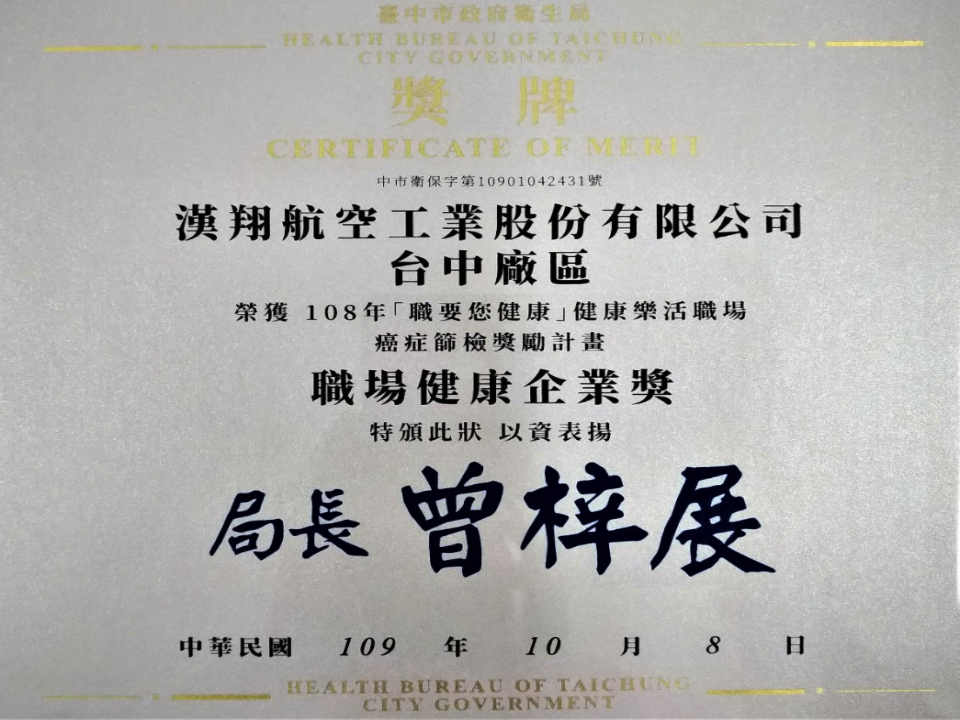 臺中市政府衛生局
HEALTH BUREAU OF TAICHUNG
CITY GOVERNMENT
獎牌
CERTIFICATE OF MERIT
中市衛保字第10901042431號
漢翔航空工業股份有限公司
台中廠區
榮獲 108年「職要您健康」健康樂活職場
癌症篩檢獎勵計畫
職場健康企業獎
特頒此狀 以資表揚
局長 曾梓展
中華民國 109 年 10 月 8 日
HEALTH BUREAU OF TAICHUNG
CITY GOVERNMENT